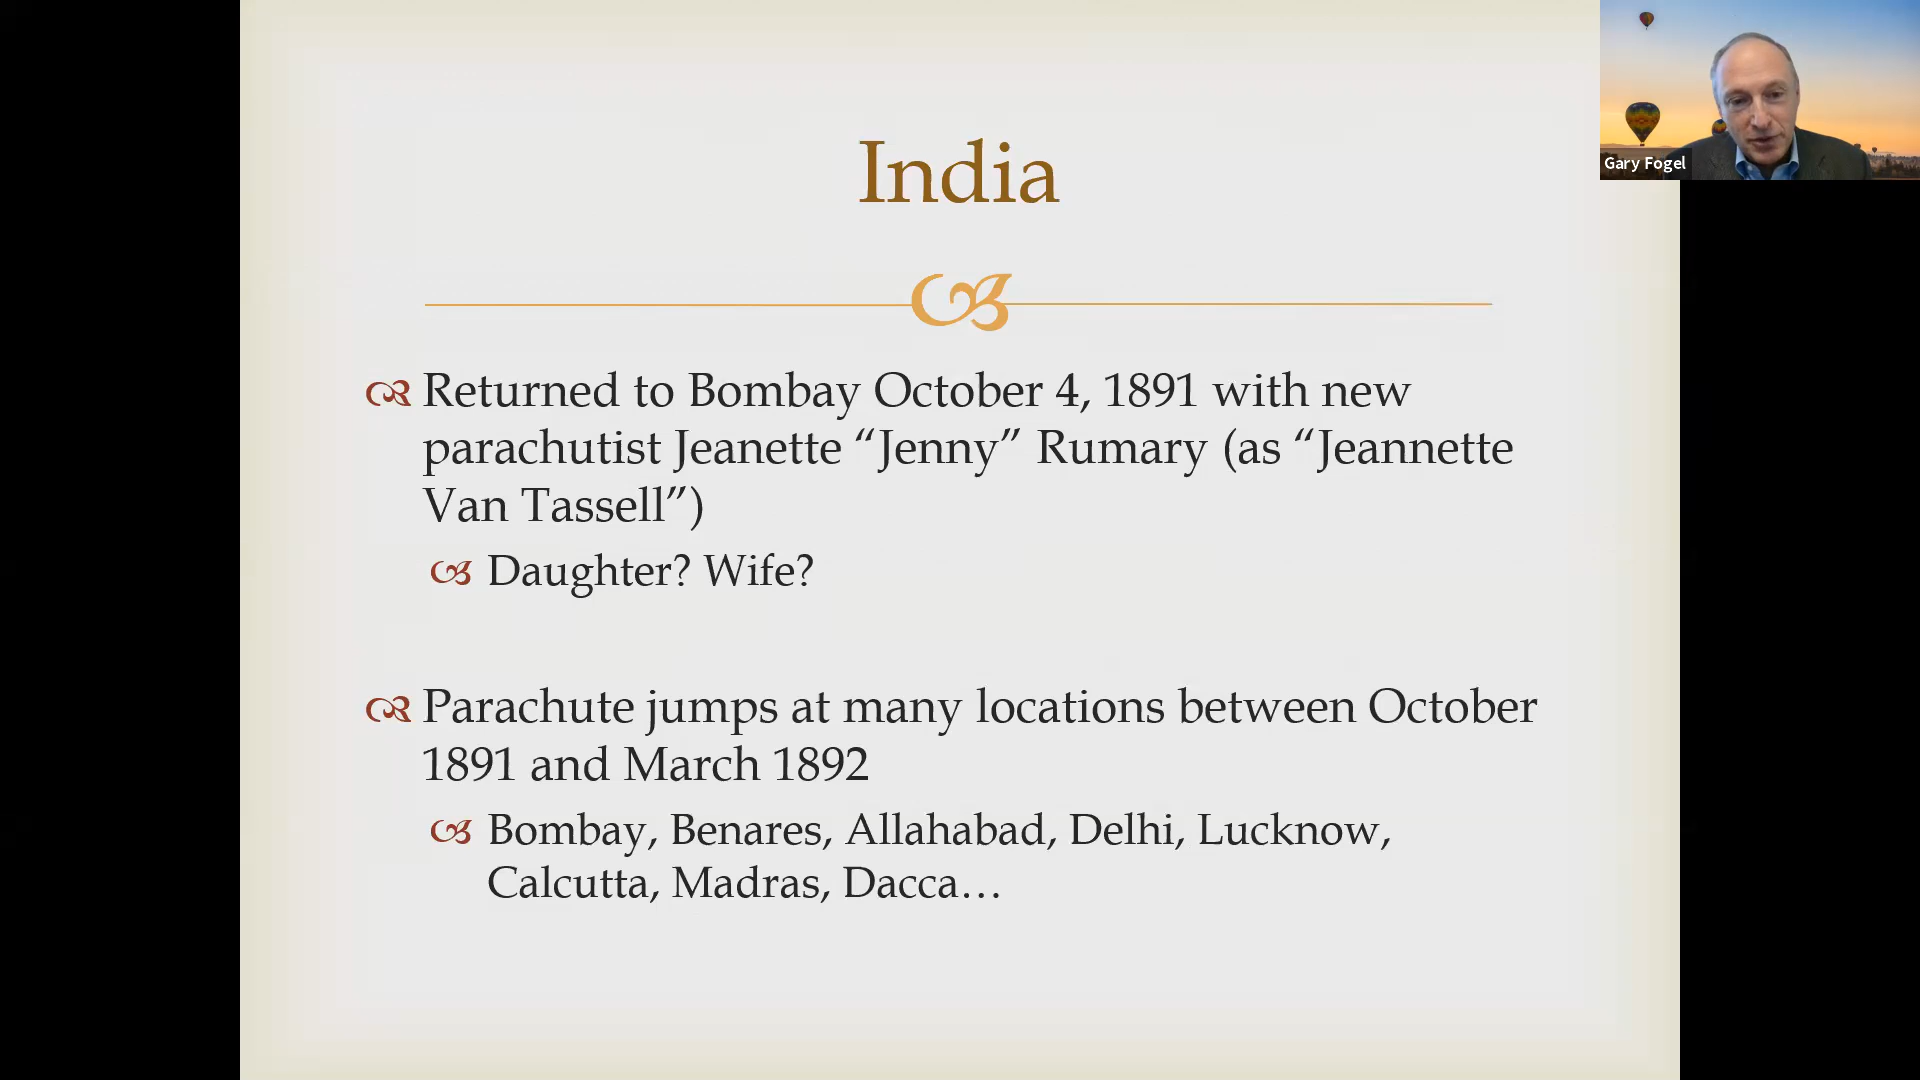 India
Returned to Bombay October 4, 1891 with new
parachutist Jeanette “Jenny” Rumary (as “Jeannette
Van Tassell”)
Daughter? Wife?
Parachute jumps at many locations between October
1891 and March 1892
Bombay, Benares, Allahabad, Delhi, Lucknow,
Calcutta, Madras, Dacca…
Gary Fogel